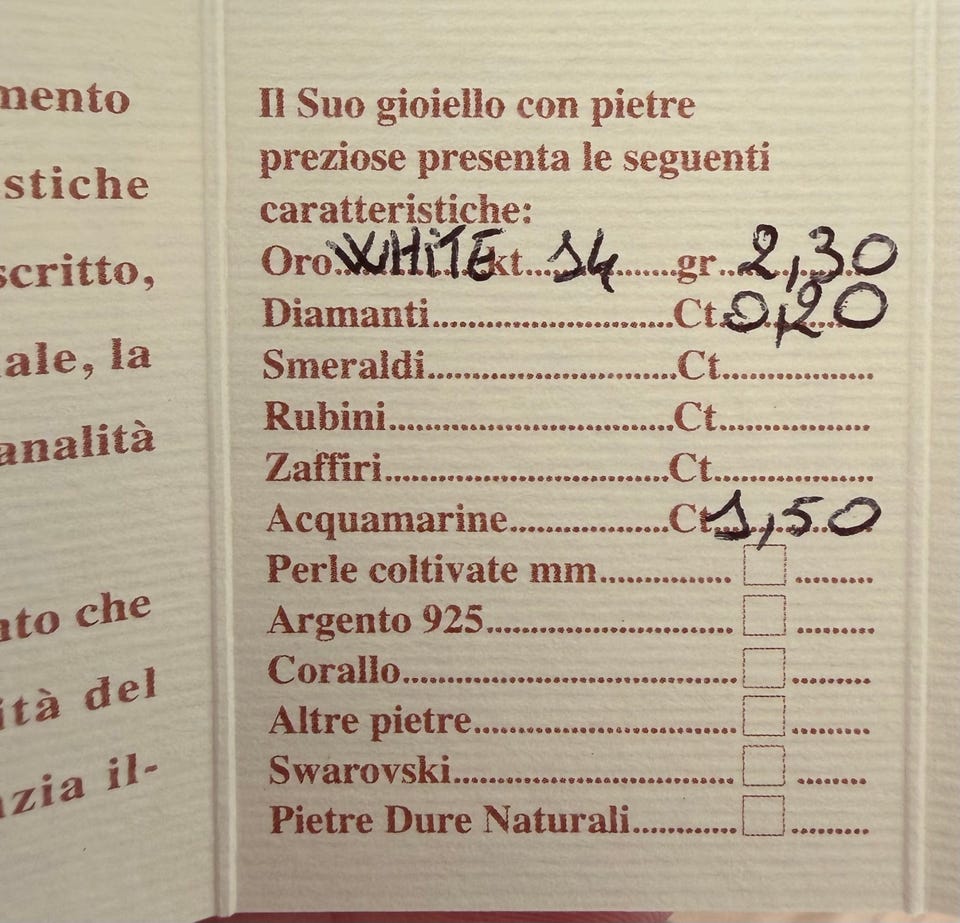 mento
stiche
scritto,
ale, la
analità
ato che
ità del
zia il-
Il Suo gioiello con pietre
preziose presenta le seguenti
caratteristiche:
Oro..WHITE kt...14......gr..2,30
Diamanti........................Ct.0,20
Smeraldi.........................Ct...............
Rubini............................Ct...............
Zaffiri............................Ct...............
Acquamarine...............Ct 1,50
Perle coltivate mm............. ........
Argento 925........................ ........
Corallo................................. ........
Altre pietre.......................... ........
Swarovski............................ ........
Pietre Dure Naturali............ ........